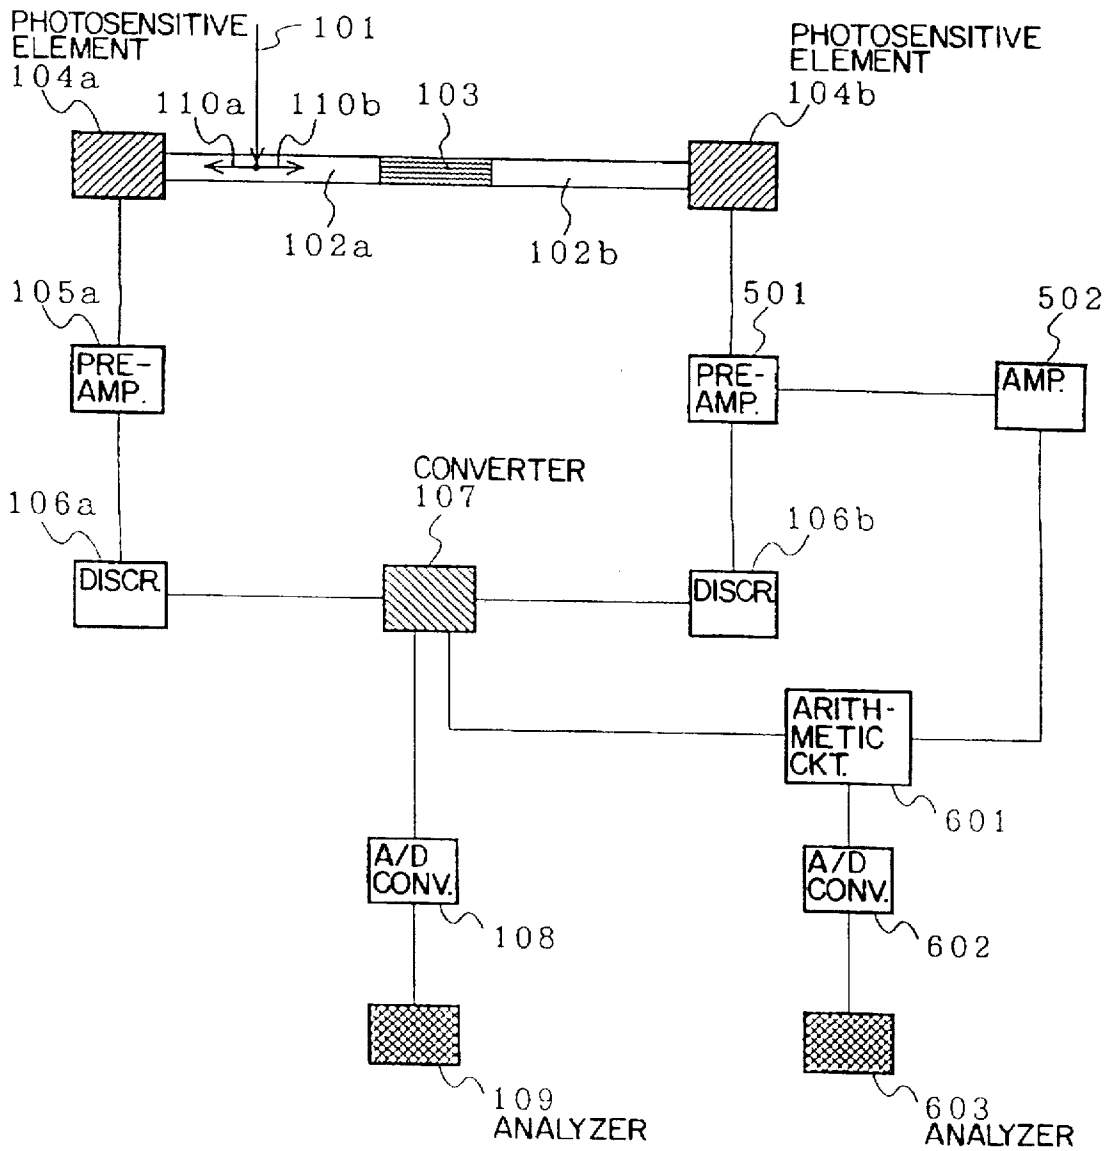 PHOTOSENSITIVE
ELEMENT
104a
101
PHOTOSENSITIVE
ELEMENT
104b
110a
110b
103
102a
102b
105a
PRE-
AMP.
501
PRE-
AMP.
502
AMP.
CONVERTER
107
106a
DISCR.
106b
DISCR.
ARITH-
METIC
CKT.
601
A/D
CONV.
108
A/D
CONV.
602
109
ANALYZER
603
ANALYZER